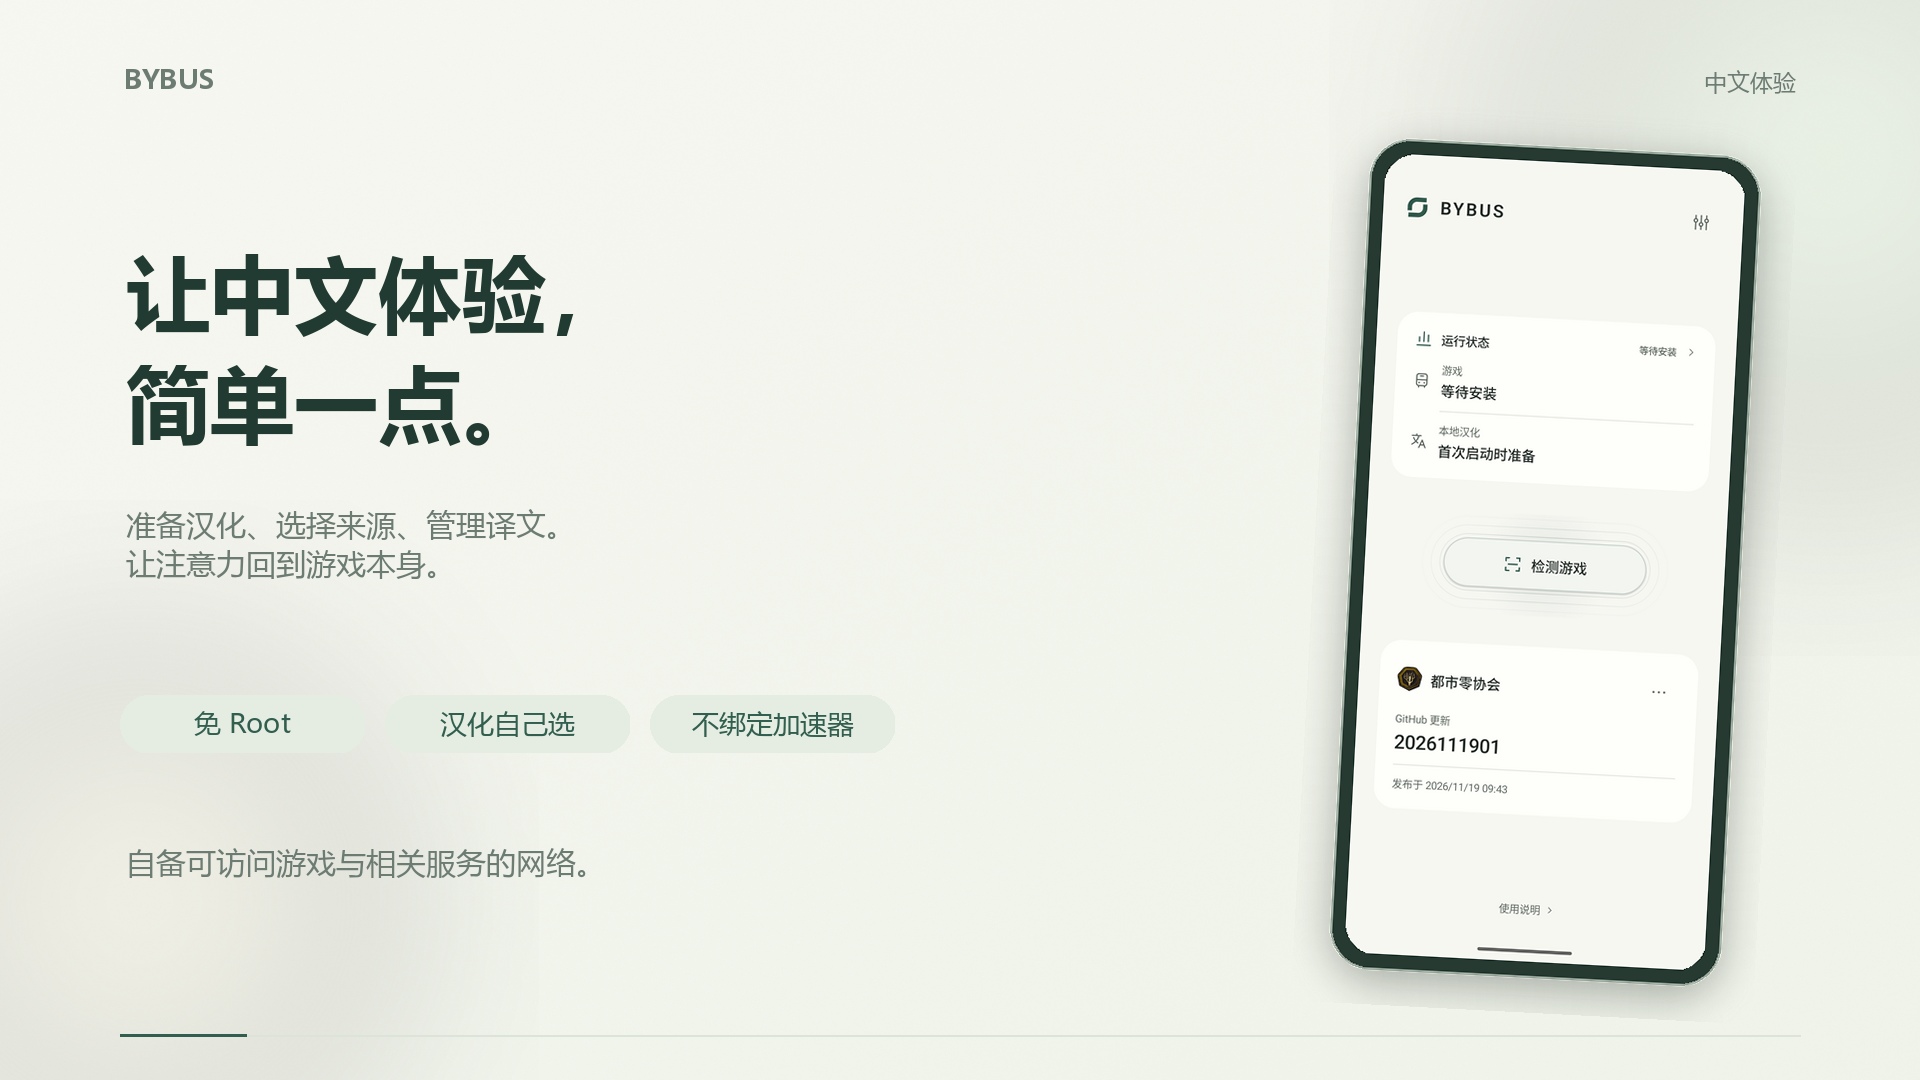 BYBUS
中文体验
让中文体验，
简单一点。
准备汉化、选择来源、管理译文。
让注意力回到游戏本身。
免 Root
汉化自己选
不绑定加速器
自备可访问游戏与相关服务的网络。
BYBUS
运行状态
等待安装
游戏
等待安装
本地汉化
首次启动时准备
检测游戏
都市零协会
GitHub 更新
2026111901
发布于 2026/11/19 09:43
使用说明